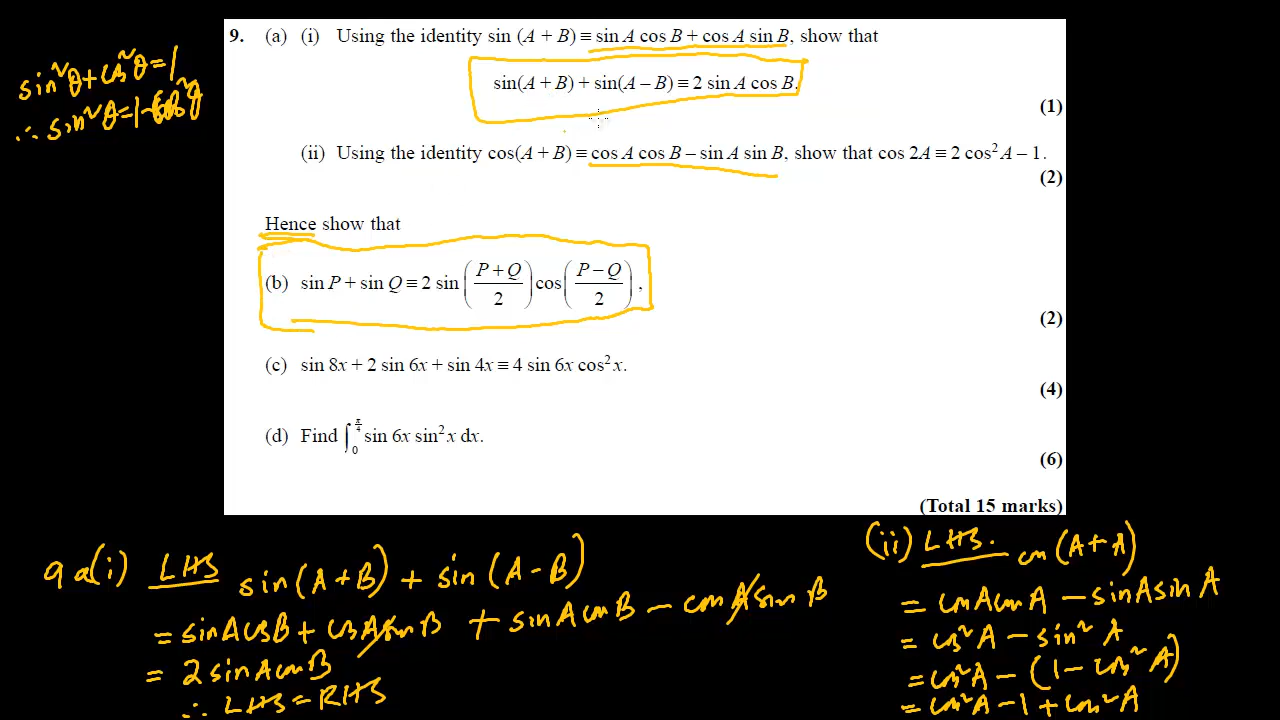 sin²θ+cos²θ=1
∴ sin²θ=1-cos²θ
9. (a) (i) Using the identity sin (A + B) ≡ sin A cos B + cos A sin B, show that
sin(A + B) + sin(A − B) ≡ 2 sin A cos B.
(1)
(ii) Using the identity cos(A + B) ≡ cos A cos B − sin A sin B, show that cos 2A ≡ 2 cos² A − 1.
(2)
Hence show that
(b) sin P + sin Q ≡ 2 sin ((P + Q)/2) cos ((P − Q)/2),
(2)
(c) sin 8x + 2 sin 6x + sin 4x ≡ 4 sin 6x cos² x.
(4)
(d) Find ∫₀^(π/4) sin 6x sin² x dx.
(6)
(Total 15 marks)
9 a(i) LHS sin(A+B) + sin(A-B)
= sinAcosB + cosAsinB + sinAcosB - cosAsinB
= 2sinAcosB
∴ LHS = RHS
(ii) LHS. cos(A+A)
= cosAcosA - sinAsinA
= cos²A - sin²A
= cos²A - (1 - cos²A)
= cos²A - 1 + cos²A